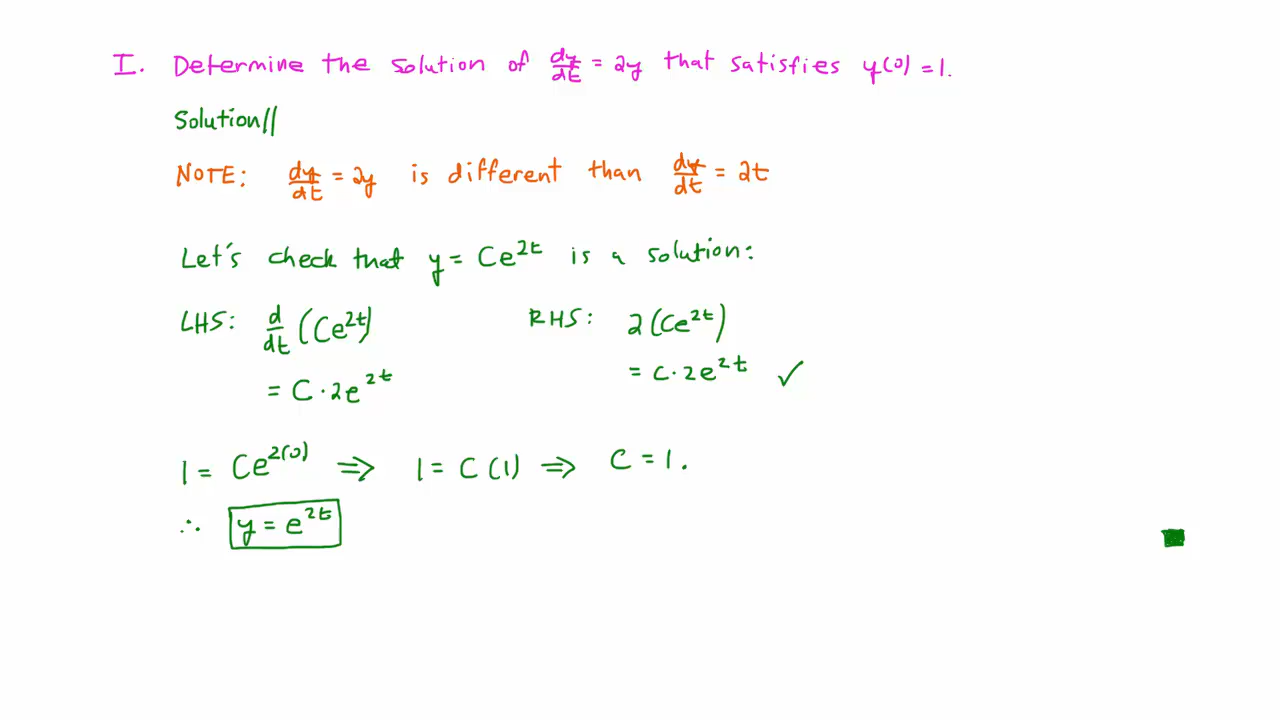 I. Determine the solution of dy/dt = 2y that satisfies y(0) = 1.
Solution//
NOTE: dy/dt = 2y is different than dy/dt = 2t
Let's check that y = Ce^{2t} is a solution:
LHS: d/dt (Ce^{2t}) RHS: 2(Ce^{2t})
= C · 2e^{2t} = C · 2e^{2t} ✓
1 = Ce^{2(0)} ⟹ 1 = C(1) ⟹ C = 1.
∴ y = e^{2t}